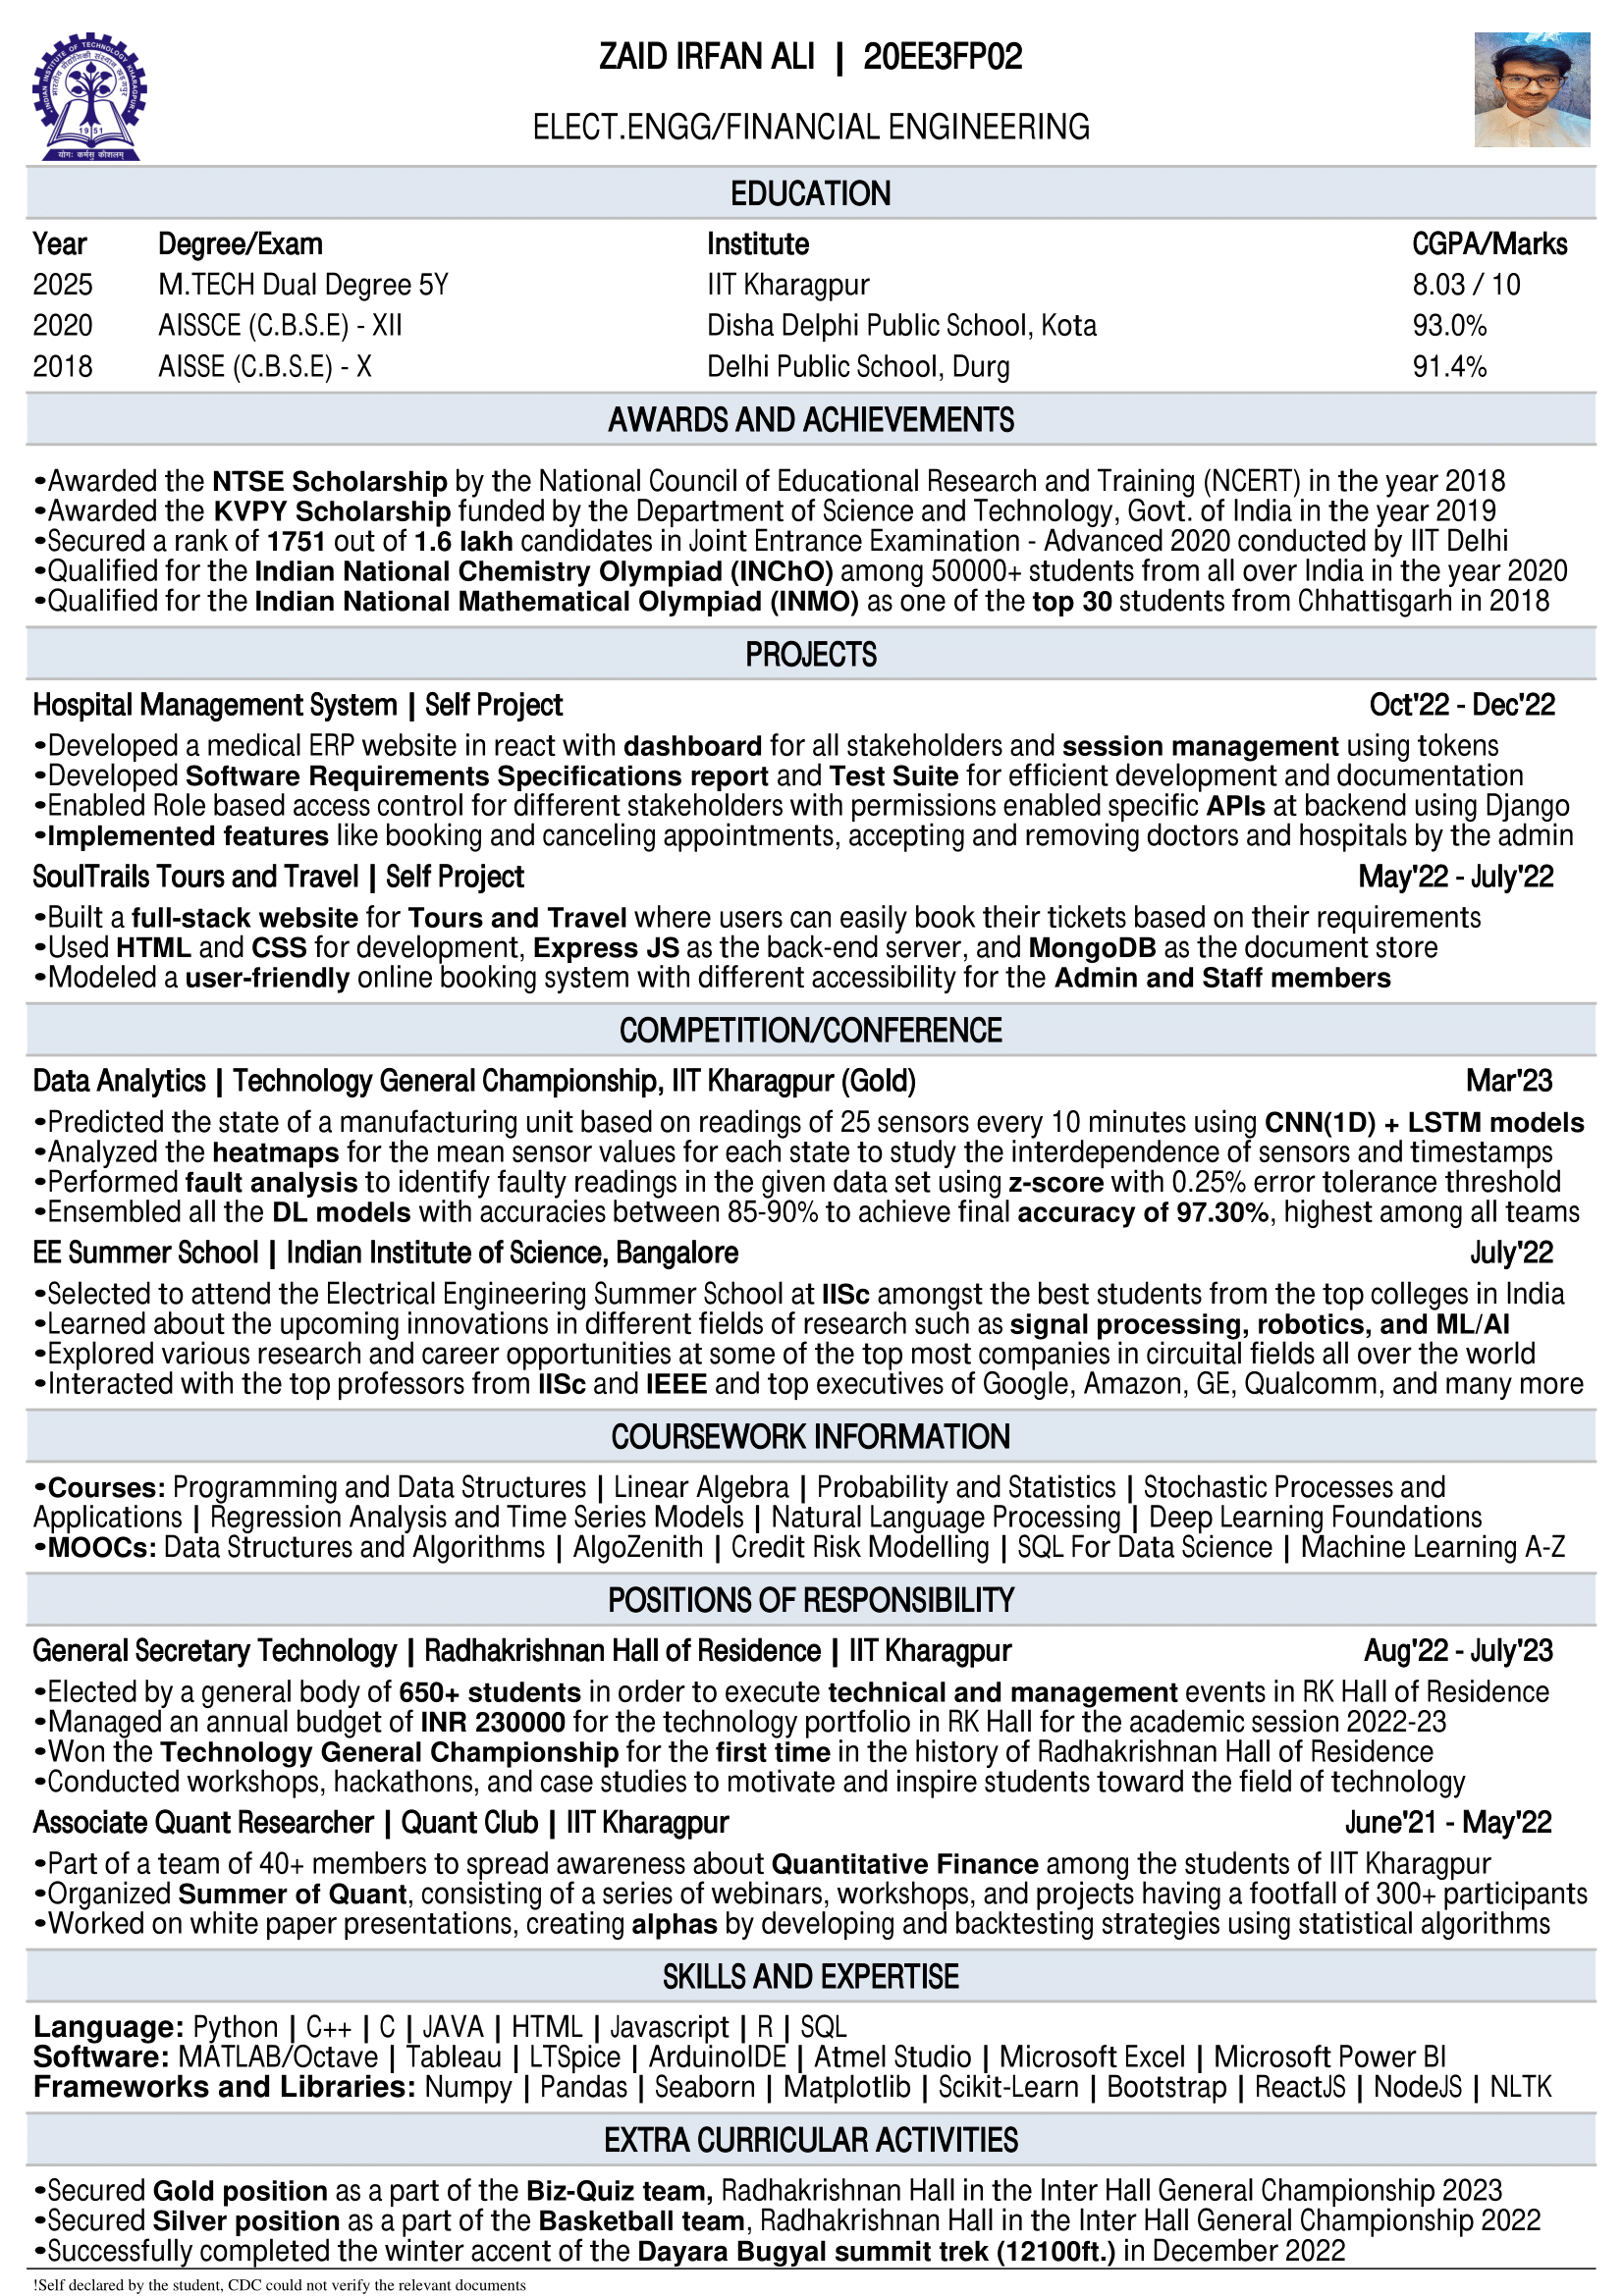 INDIAN INSTITUTE OF TECHNOLOGY KHARAGPUR
भारतीय प्रौद्योगिकी संस्थान खड़गपुर
1951
योगः कर्मसु कौशलम्
ZAID IRFAN ALI | 20EE3FP02
ELECT.ENGG/FINANCIAL ENGINEERING
EDUCATION
Year Degree/Exam Institute CGPA/Marks
2025 M.TECH Dual Degree 5Y IIT Kharagpur 8.03 / 10
2020 AISSCE (C.B.S.E) - XII Disha Delphi Public School, Kota 93.0%
2018 AISSE (C.B.S.E) - X Delhi Public School, Durg 91.4%
AWARDS AND ACHIEVEMENTS
•Awarded the NTSE Scholarship by the National Council of Educational Research and Training (NCERT) in the year 2018
•Awarded the KVPY Scholarship funded by the Department of Science and Technology, Govt. of India in the year 2019
•Secured a rank of 1751 out of 1.6 lakh candidates in Joint Entrance Examination - Advanced 2020 conducted by IIT Delhi
•Qualified for the Indian National Chemistry Olympiad (INChO) among 50000+ students from all over India in the year 2020
•Qualified for the Indian National Mathematical Olympiad (INMO) as one of the top 30 students from Chhattisgarh in 2018
PROJECTS
Hospital Management System | Self Project Oct'22 - Dec'22
•Developed a medical ERP website in react with dashboard for all stakeholders and session management using tokens
•Developed Software Requirements Specifications report and Test Suite for efficient development and documentation
•Enabled Role based access control for different stakeholders with permissions enabled specific APIs at backend using Django
•Implemented features like booking and canceling appointments, accepting and removing doctors and hospitals by the admin
SoulTrails Tours and Travel | Self Project May'22 - July'22
•Built a full-stack website for Tours and Travel where users can easily book their tickets based on their requirements
•Used HTML and CSS for development, Express JS as the back-end server, and MongoDB as the document store
•Modeled a user-friendly online booking system with different accessibility for the Admin and Staff members
COMPETITION/CONFERENCE
Data Analytics | Technology General Championship, IIT Kharagpur (Gold) Mar'23
•Predicted the state of a manufacturing unit based on readings of 25 sensors every 10 minutes using CNN(1D) + LSTM models
•Analyzed the heatmaps for the mean sensor values for each state to study the interdependence of sensors and timestamps
•Performed fault analysis to identify faulty readings in the given data set using z-score with 0.25% error tolerance threshold
•Ensembled all the DL models with accuracies between 85-90% to achieve final accuracy of 97.30%, highest among all teams
EE Summer School | Indian Institute of Science, Bangalore July'22
•Selected to attend the Electrical Engineering Summer School at IISc amongst the best students from the top colleges in India
•Learned about the upcoming innovations in different fields of research such as signal processing, robotics, and ML/AI
•Explored various research and career opportunities at some of the top most companies in circuital fields all over the world
•Interacted with the top professors from IISc and IEEE and top executives of Google, Amazon, GE, Qualcomm, and many more
COURSEWORK INFORMATION
•Courses: Programming and Data Structures | Linear Algebra | Probability and Statistics | Stochastic Processes and
Applications | Regression Analysis and Time Series Models | Natural Language Processing | Deep Learning Foundations
•MOOCs: Data Structures and Algorithms | AlgoZenith | Credit Risk Modelling | SQL For Data Science | Machine Learning A-Z
POSITIONS OF RESPONSIBILITY
General Secretary Technology | Radhakrishnan Hall of Residence | IIT Kharagpur Aug'22 - July'23
•Elected by a general body of 650+ students in order to execute technical and management events in RK Hall of Residence
•Managed an annual budget of INR 230000 for the technology portfolio in RK Hall for the academic session 2022-23
•Won the Technology General Championship for the first time in the history of Radhakrishnan Hall of Residence
•Conducted workshops, hackathons, and case studies to motivate and inspire students toward the field of technology
Associate Quant Researcher | Quant Club | IIT Kharagpur June'21 - May'22
•Part of a team of 40+ members to spread awareness about Quantitative Finance among the students of IIT Kharagpur
•Organized Summer of Quant, consisting of a series of webinars, workshops, and projects having a footfall of 300+ participants
•Worked on white paper presentations, creating alphas by developing and backtesting strategies using statistical algorithms
SKILLS AND EXPERTISE
Language: Python | C++ | C | JAVA | HTML | Javascript | R | SQL
Software: MATLAB/Octave | Tableau | LTSpice | ArduinoIDE | Atmel Studio | Microsoft Excel | Microsoft Power BI
Frameworks and Libraries: Numpy | Pandas | Seaborn | Matplotlib | Scikit-Learn | Bootstrap | ReactJS | NodeJS | NLTK
EXTRA CURRICULAR ACTIVITIES
•Secured Gold position as a part of the Biz-Quiz team, Radhakrishnan Hall in the Inter Hall General Championship 2023
•Secured Silver position as a part of the Basketball team, Radhakrishnan Hall in the Inter Hall General Championship 2022
•Successfully completed the winter accent of the Dayara Bugyal summit trek (12100ft.) in December 2022
!Self declared by the student, CDC could not verify the relevant documents